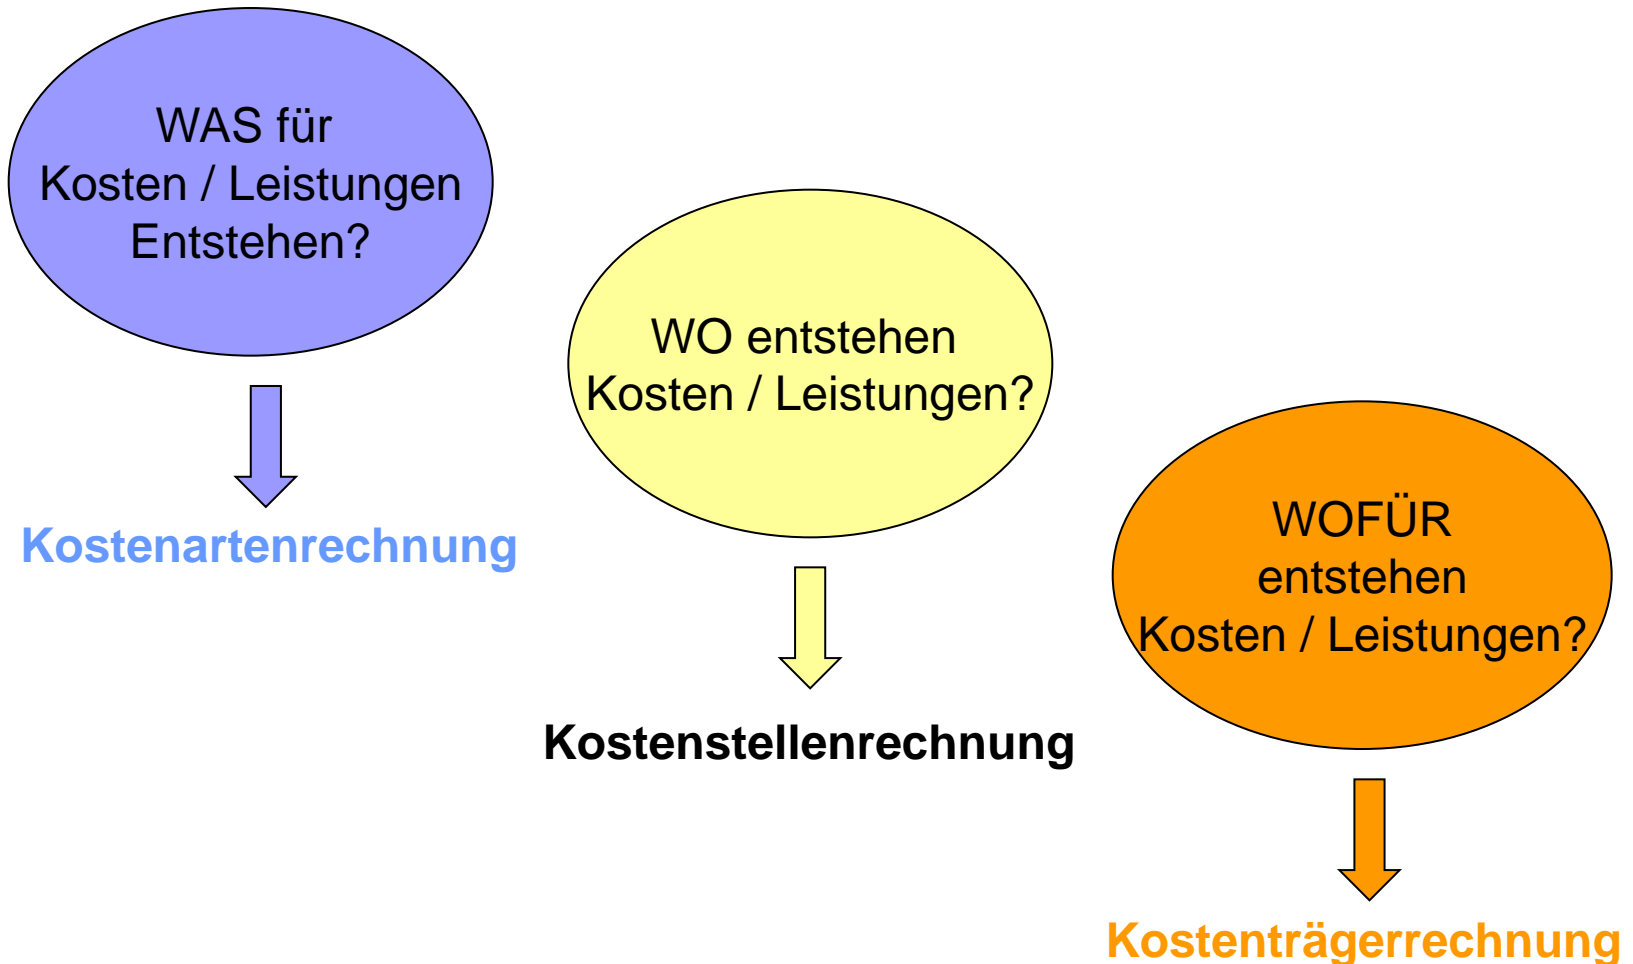 WAS für
Kosten / Leistungen
Entstehen?
Kostenartenrechnung
WO entstehen
Kosten / Leistungen?
Kostenstellenrechnung
WOFÜR
entstehen
Kosten / Leistungen?
Kostenträgerrechnung